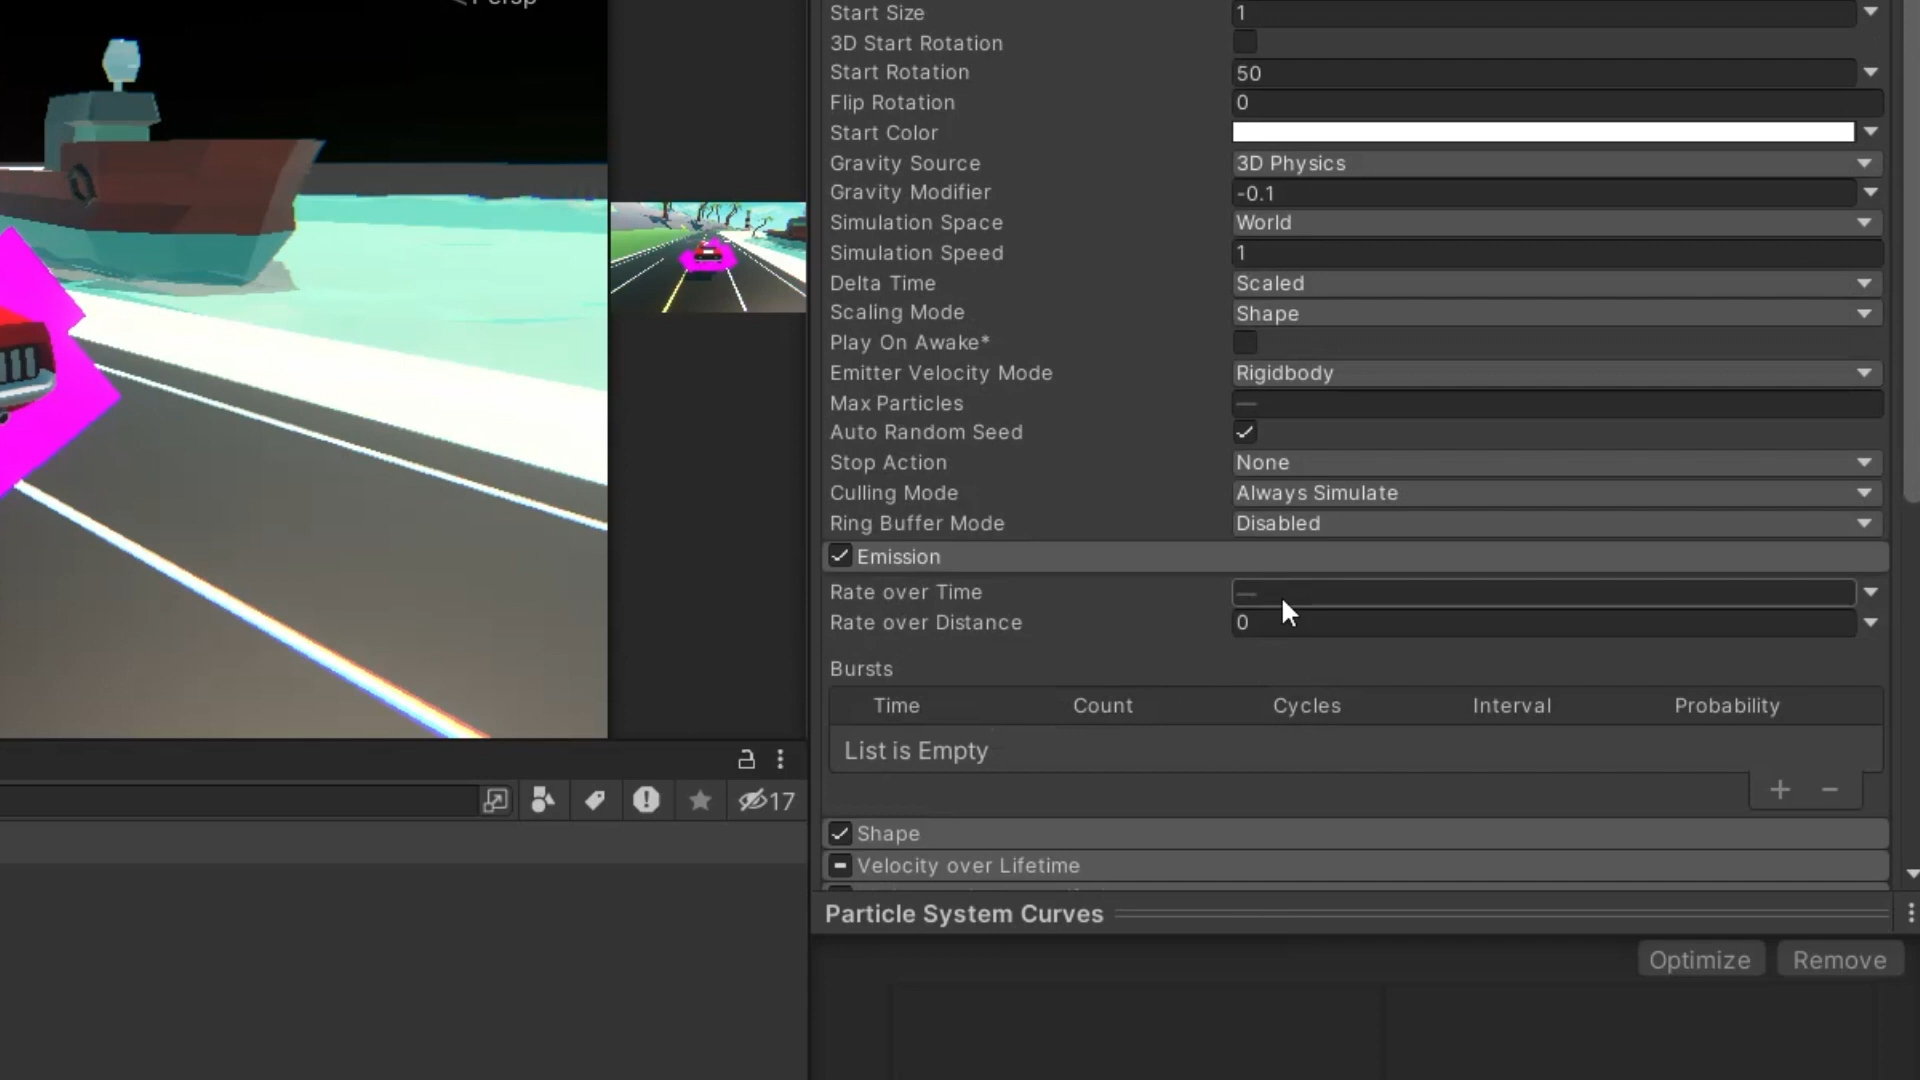 Persp
Start Size 1
3D Start Rotation
Start Rotation 50
Flip Rotation 0
Start Color
Gravity Source 3D Physics
Gravity Modifier -0.1
Simulation Space World
Simulation Speed 1
Delta Time Scaled
Scaling Mode Shape
Play On Awake*
Emitter Velocity Mode Rigidbody
Max Particles —
Auto Random Seed
Stop Action None
Culling Mode Always Simulate
Ring Buffer Mode Disabled
Emission
Rate over Time —
Rate over Distance 0
Bursts
Time Count Cycles Interval Probability
List is Empty
17
Shape
Velocity over Lifetime
Particle System Curves
Optimize Remove